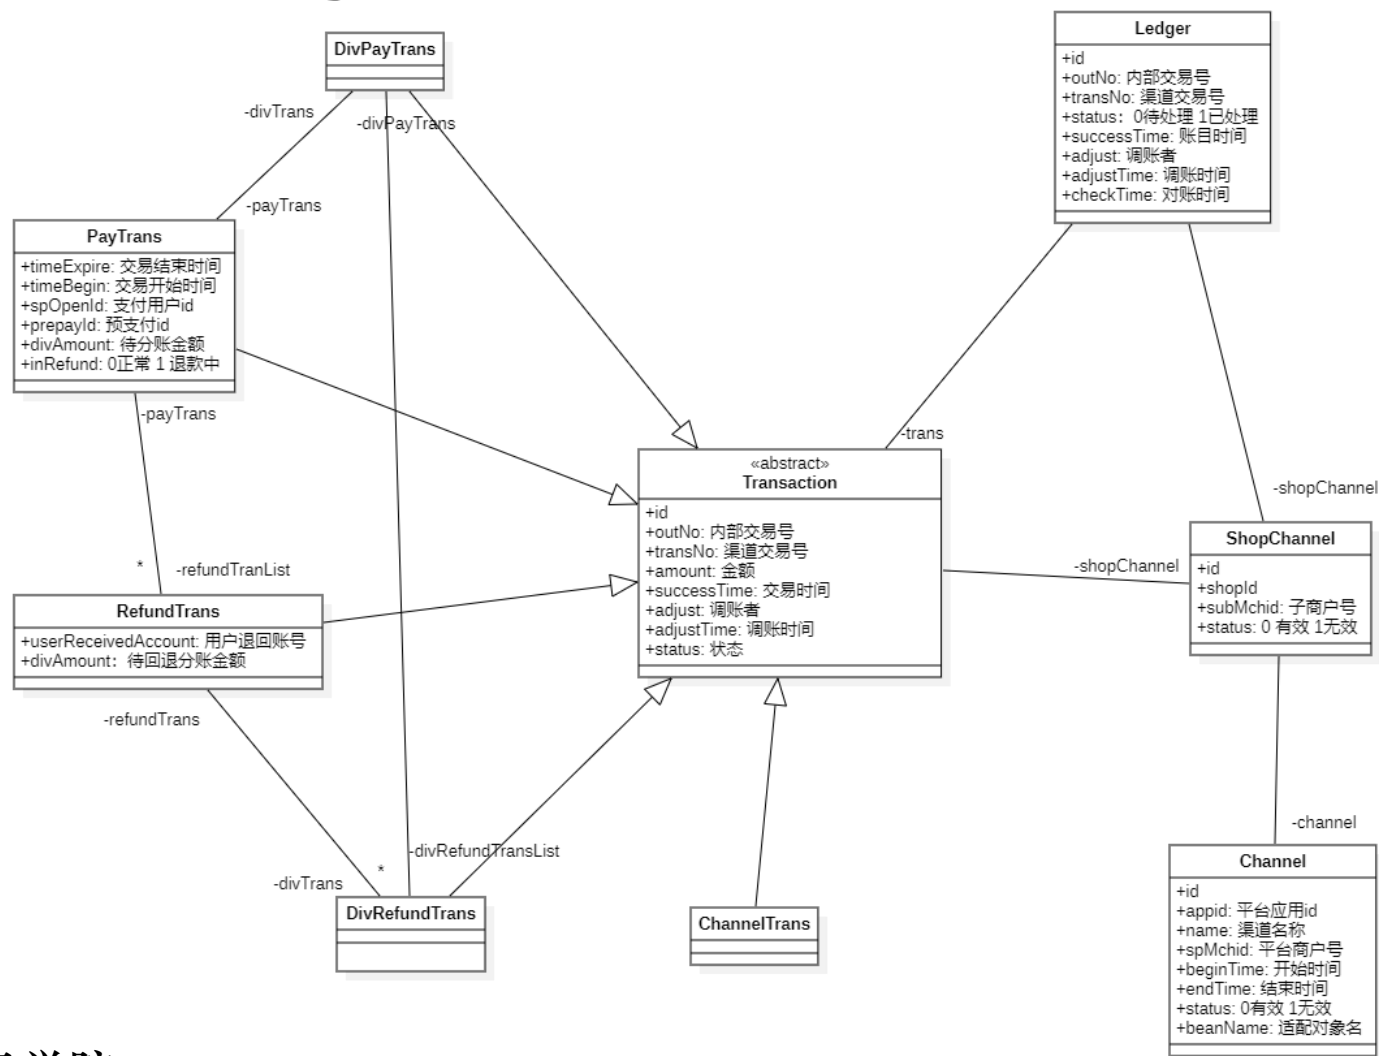 DivPayTrans
-divTrans
-divPayTrans
-payTrans
PayTrans
+timeExpire: 交易结束时间
+timeBegin: 交易开始时间
+spOpenId: 支付用户id
+prepayId: 预支付id
+divAmount: 待分账金额
+inRefund: 0正常 1 退款中
-payTrans
*
-refundTranList
RefundTrans
+userReceivedAccount: 用户退回账号
+divAmount: 待回退分账金额
-refundTrans
-divRefundTransList
*
-divTrans
DivRefundTrans
Ledger
+id
+outNo: 内部交易号
+transNo: 渠道交易号
+status: 0待处理 1已处理
+successTime: 账目时间
+adjust: 调账者
+adjustTime: 调账时间
+checkTime: 对账时间
-trans
«abstract»
Transaction
+id
+outNo: 内部交易号
+transNo: 渠道交易号
+amount: 金额
+successTime: 交易时间
+adjust: 调账者
+adjustTime: 调账时间
+status: 状态
ChannelTrans
-shopChannel
-shopChannel
ShopChannel
+id
+shopId
+subMchid: 子商户号
+status: 0 有效 1无效
-channel
Channel
+id
+appid: 平台应用id
+name: 渠道名称
+spMchid: 平台商户号
+beginTime: 开始时间
+endTime: 结束时间
+status: 0有效 1无效
+beanName: 适配对象名